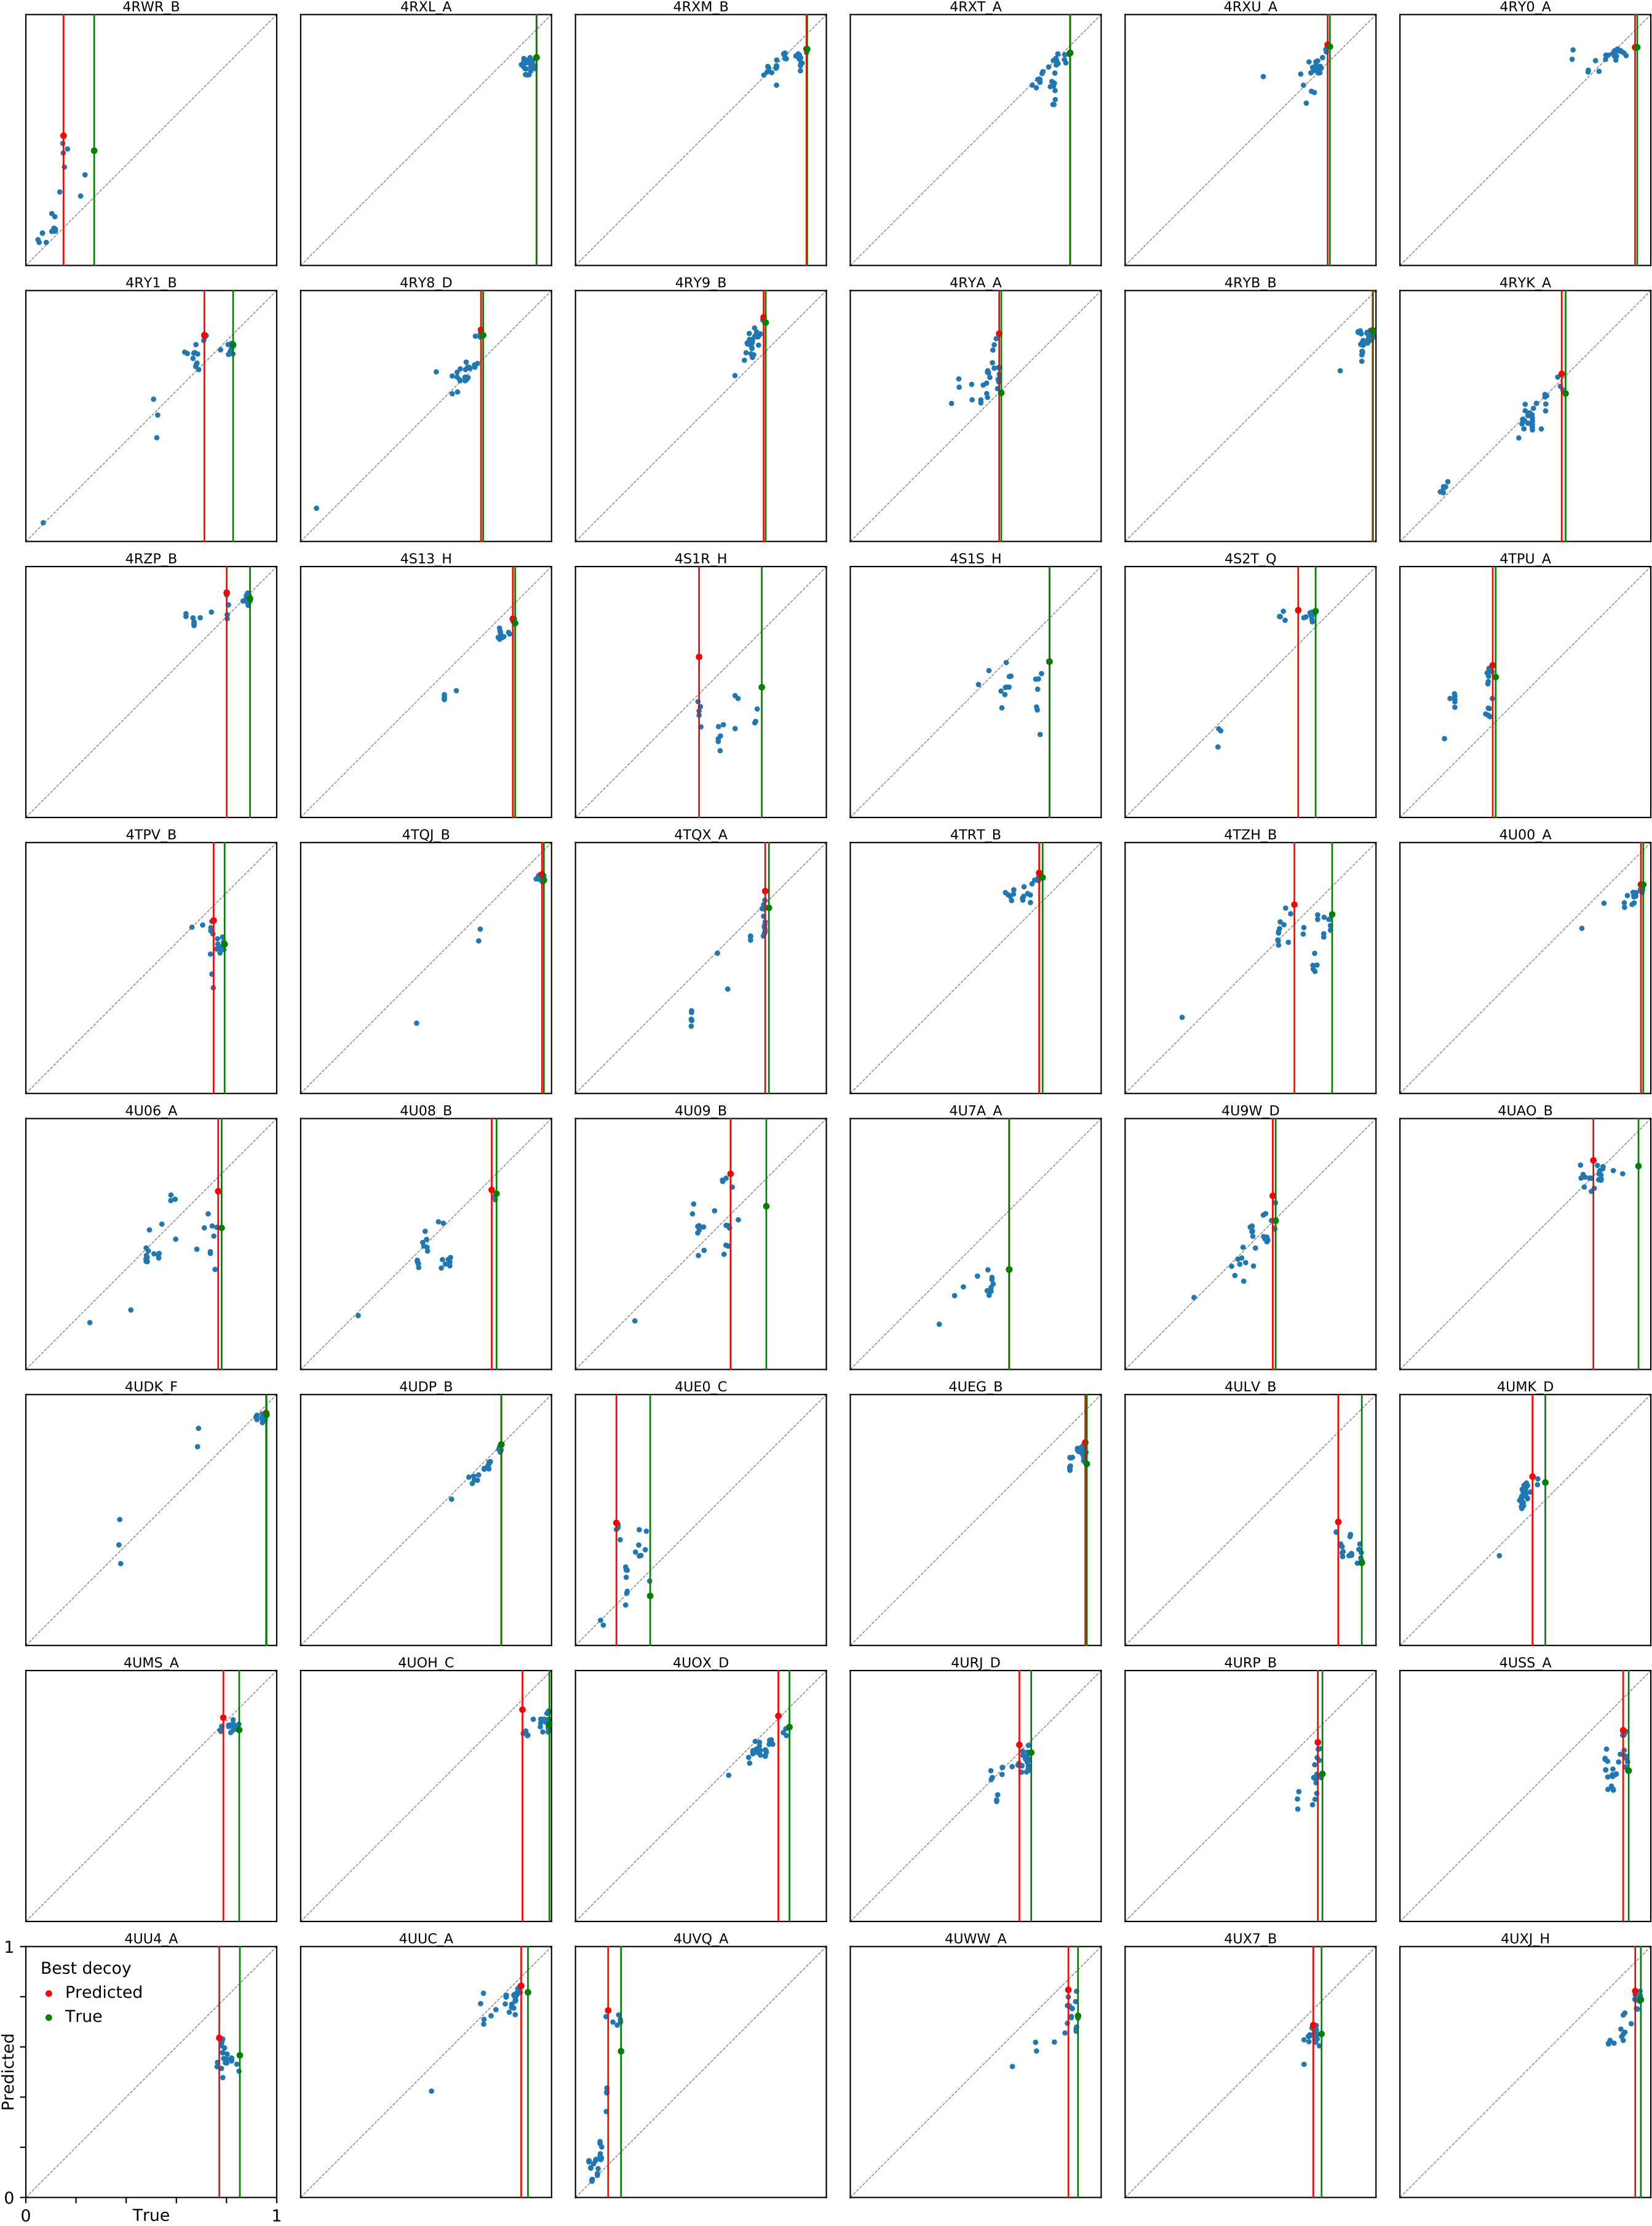 4RWR_B 4RXL_A 4RXM_B 4RXT_A 4RXU_A 4RY0_A
4RY1_B 4RY8_D 4RY9_B 4RYA_A 4RYB_B 4RYK_A
4RZP_B 4S13_H 4S1R_H 4S1S_H 4S2T_Q 4TPU_A
4TPV_B 4TQJ_B 4TQX_A 4TRT_B 4TZH_B 4U00_A
4U06_A 4U08_B 4U09_B 4U7A_A 4U9W_D 4UAO_B
4UDK_F 4UDP_B 4UE0_C 4UEG_B 4ULV_B 4UMK_D
4UMS_A 4UOH_C 4UOX_D 4URJ_D 4URP_B 4USS_A
4UU4_A 4UUC_A 4UVQ_A 4UWW_A 4UX7_B 4UXJ_H
1
Best decoy
Predicted
True
Predicted
0
0 True 1